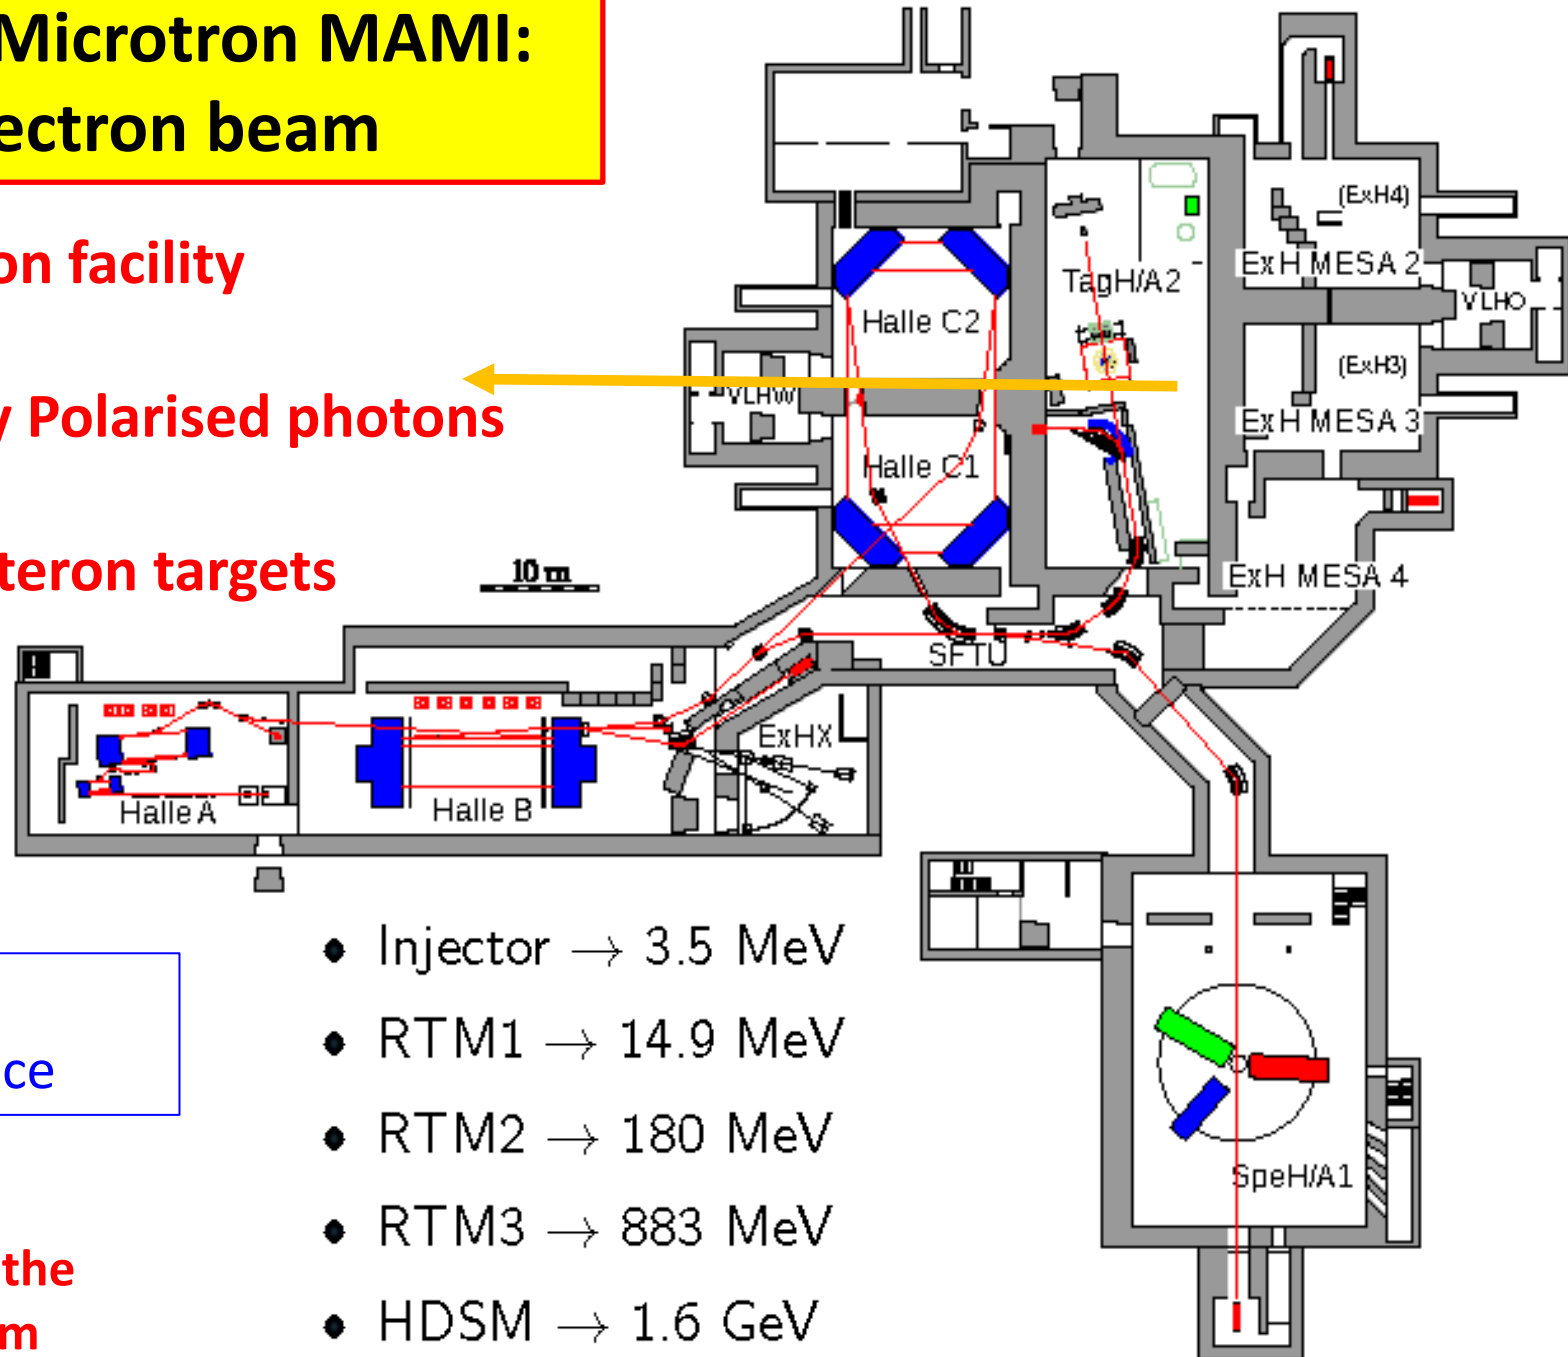 Microtron MAMI:
ectron beam
on facility
y Polarised photons
teron targets
ce
the
m
10 m
Halle C2
Halle C1
VLHW
TagH/A2
(ExH4)
ExH MESA 2
VLHO
(ExH3)
ExH MESA 3
ExH MESA 4
SFTU
ExHX
Halle A
Halle B
SpeH/A1
• Injector → 3.5 MeV
• RTM1 → 14.9 MeV
• RTM2 → 180 MeV
• RTM3 → 883 MeV
• HDSM → 1.6 GeV